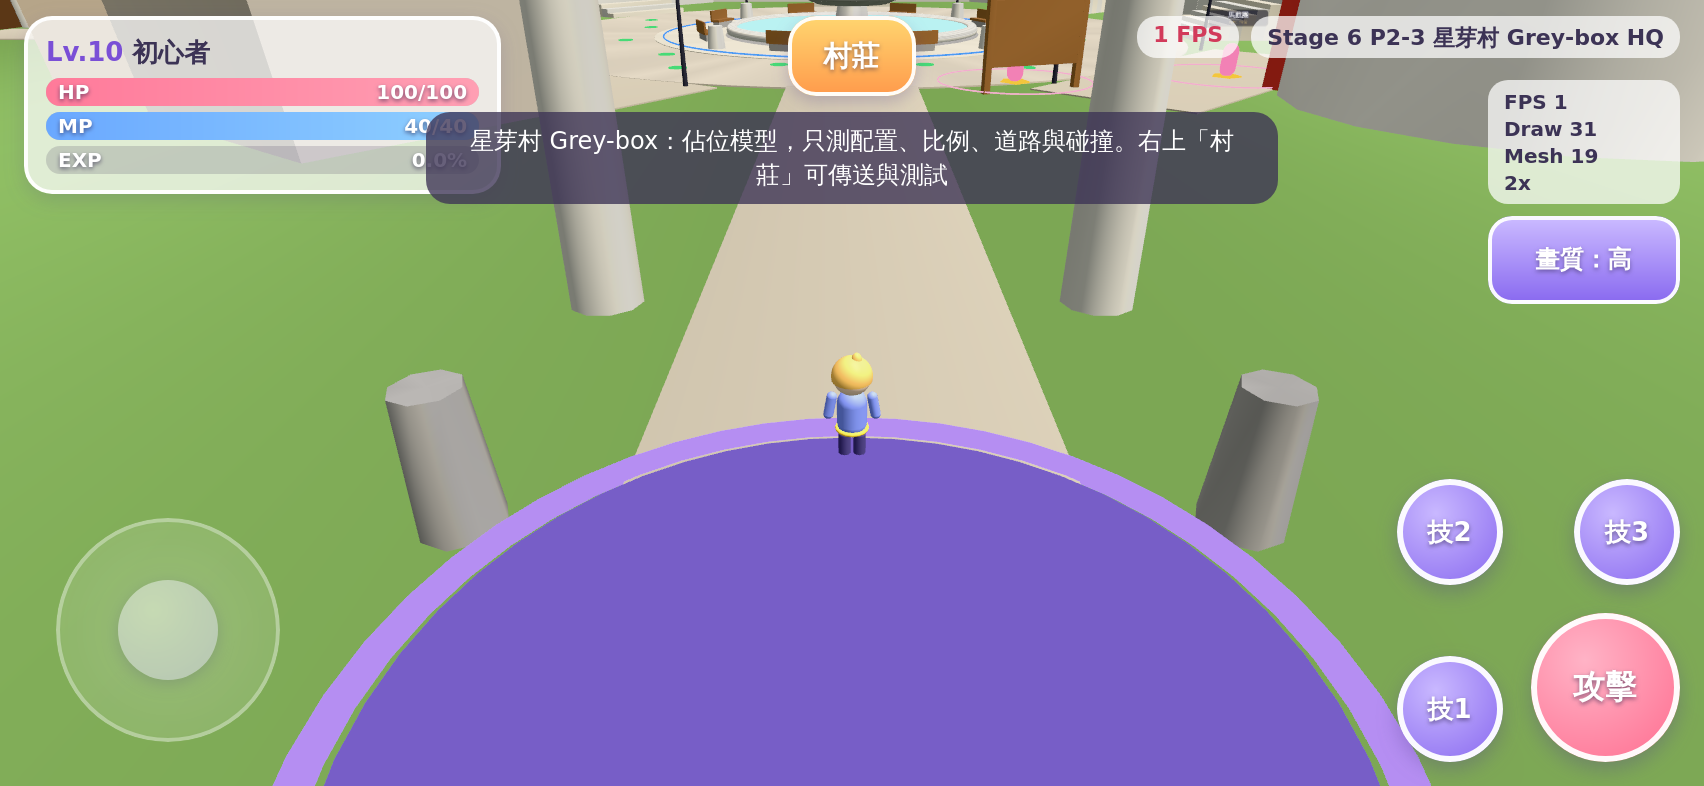 Lv.10 初心者
HP 100/100
MP 40/40
EXP 0.0%
村莊
1 FPS
Stage 6 P2-3 星芽村 Grey-box HQ
星芽村 Grey-box：佔位模型，只測配置、比例、道路與碰撞。右上「村
莊」可傳送與測試
FPS 1
Draw 31
Mesh 19
2x
畫質：高
技2
技3
技1
攻擊